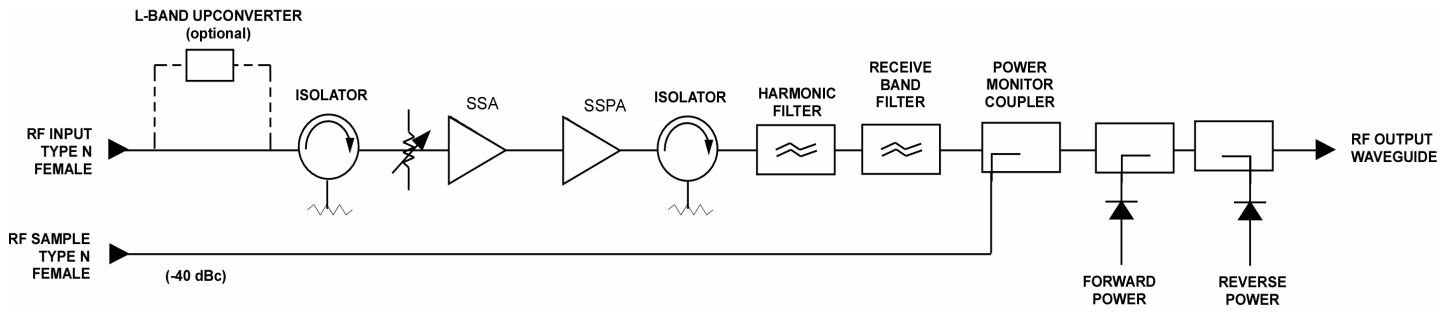 L-BAND UPCONVERTER
(optional)
RF INPUT
TYPE N
FEMALE
ISOLATOR
SSA
SSPA
ISOLATOR
HARMONIC
FILTER
RECEIVE
BAND
FILTER
POWER
MONITOR
COUPLER
RF OUTPUT
WAVEGUIDE
RF SAMPLE
TYPE N
FEMALE
(-40 dBc)
FORWARD
POWER
REVERSE
POWER